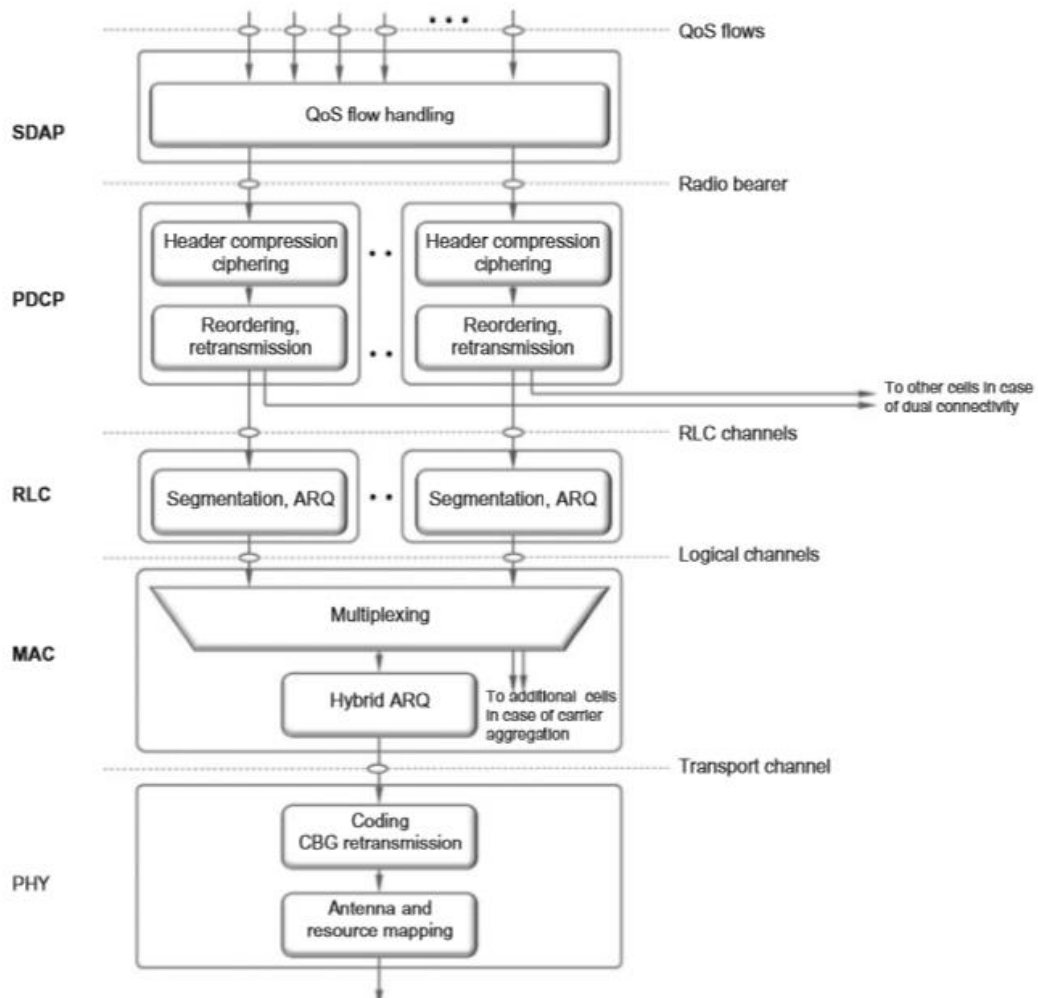 QoS flows
SDAP
QoS flow handling
Radio bearer
PDCP
Header compression
ciphering
Header compression
ciphering
Reordering,
retransmission
Reordering,
retransmission
To other cells in case
of dual connectivity
RLC channels
RLC
Segmentation, ARQ
Segmentation, ARQ
Logical channels
MAC
Multiplexing
Hybrid ARQ
To additional cells
in case of carrier
aggregation
Transport channel
PHY
Coding
CBG retransmission
Antenna and
resource mapping